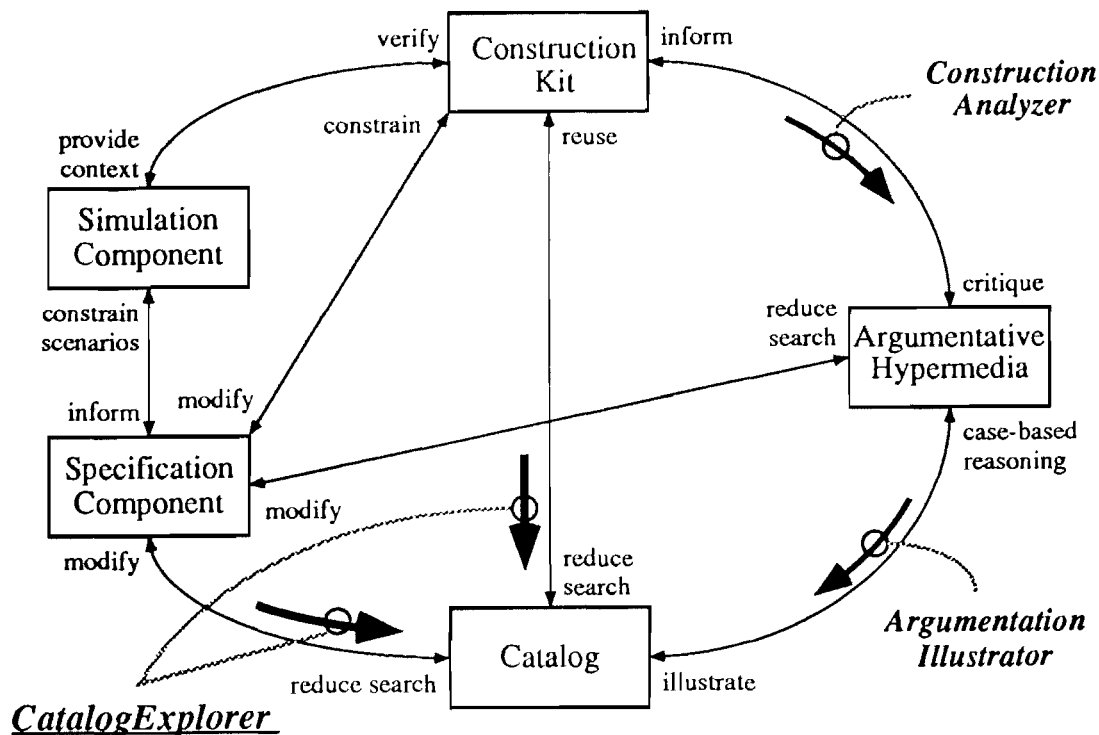 verify
Construction
Kit
inform
Construction
Analyzer
constrain
reuse
provide
context
Simulation
Component
critique
constrain
scenarios
reduce
search
Argumentative
Hypermedia
inform
modify
case-based
reasoning
Specification
Component
modify
modify
reduce
search
Catalog
reduce search
illustrate
Argumentation
Illustrator
CatalogExplorer